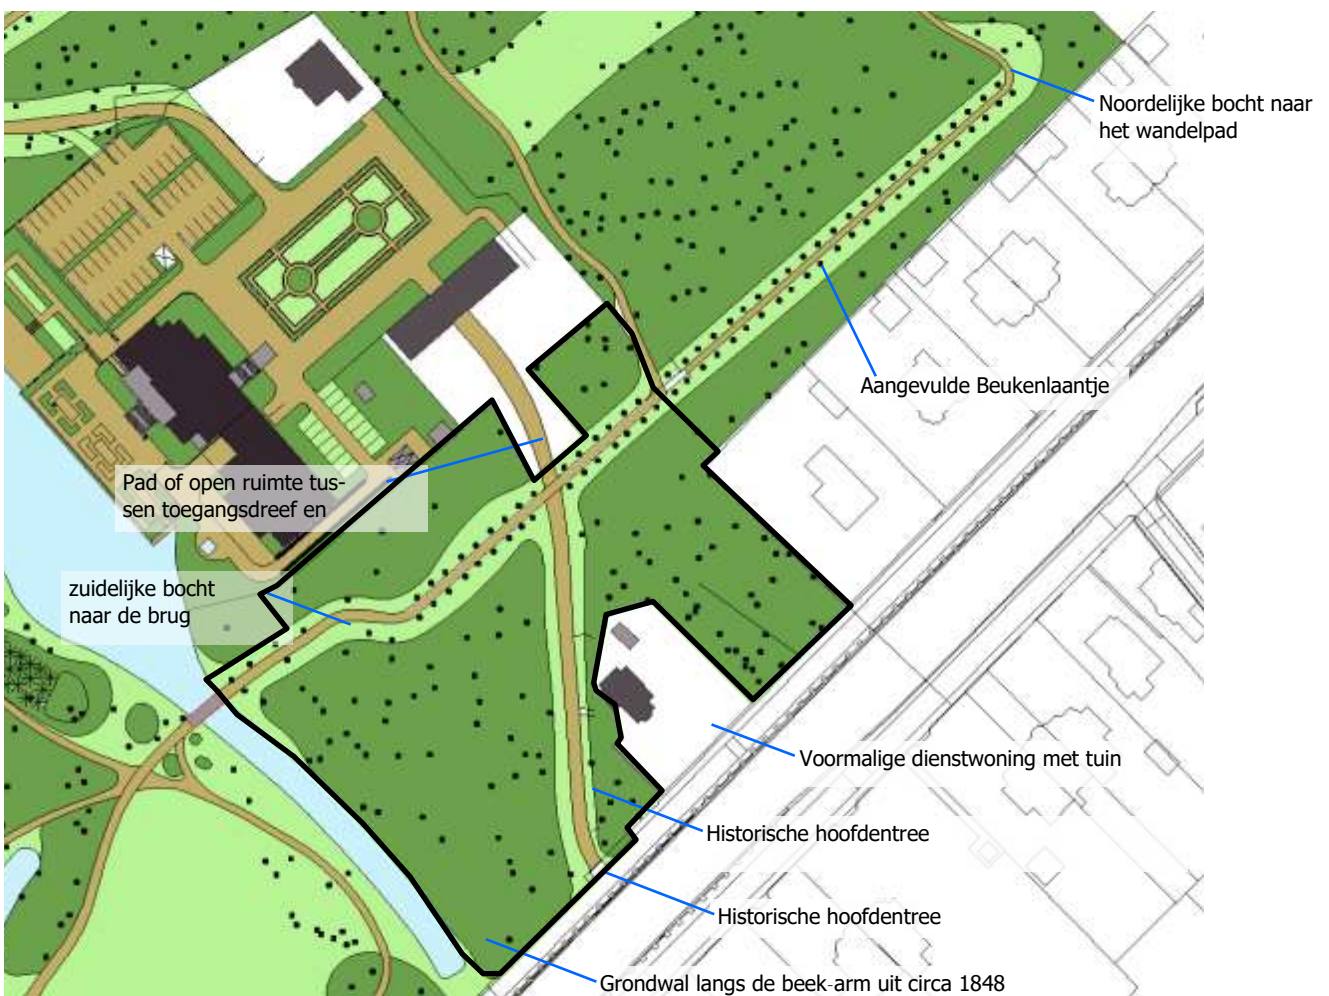 Noordelijke bocht naar
het wandelpad
Aangevulde Beukenlaantje
Pad of open ruimte tus-
sen toegangsdreef en
zuidelijke bocht
naar de brug
Voormalige dienstwoning met tuin
Historische hoofdentree
Historische hoofdentree
Grondwal langs de beek-arm uit circa 1848